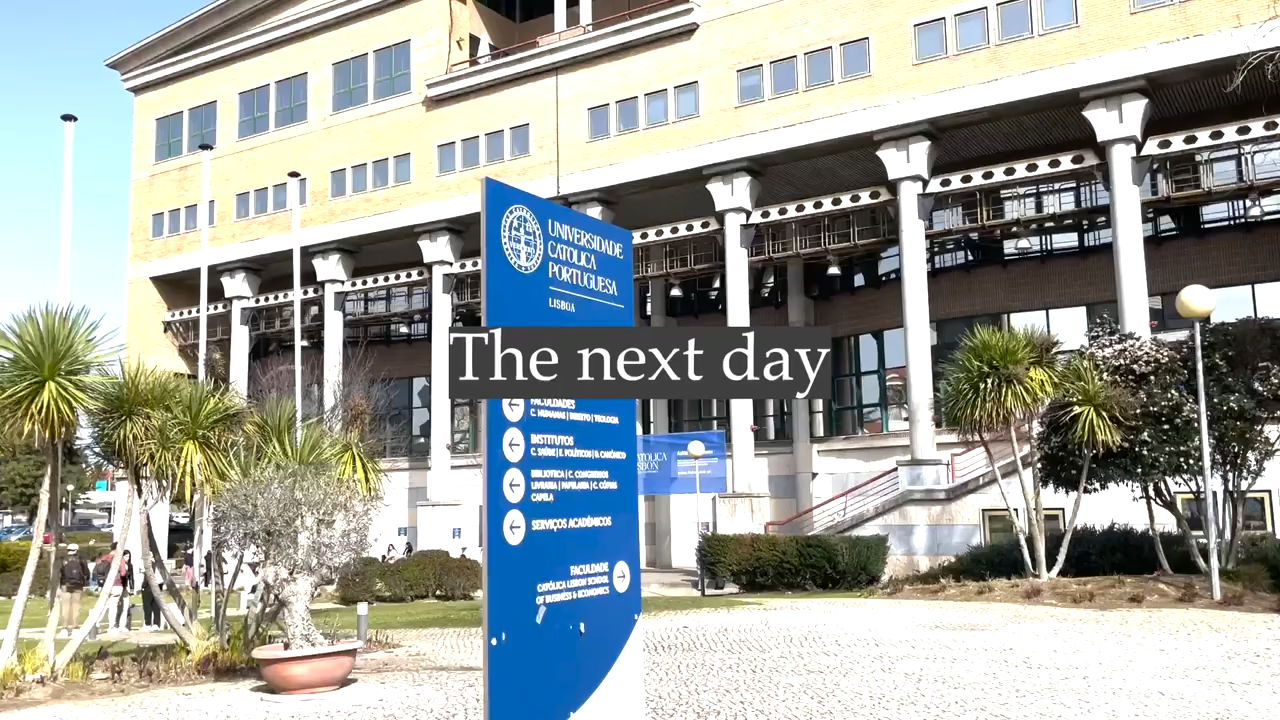 UNIVERSIDADE
CATÓLICA
PORTUGUESA
LISBOA
The next day
FACULDADES
C. HUMANAS | DIREITO | TEOLOGIA
INSTITUTOS
C. SAÚDE | E. POLÍTICOS | D. CANÓNICO
BIBLIOTECA | C. CONGRESSOS
LIVRARIA | PAPELARIA | C. CÓPIAS
CAPELA
SERVIÇOS ACADÉMICOS
FACULDADE
CATÓLICA LISBON SCHOOL
OF BUSINESS & ECONOMICS
CATÓLICA
LISBON